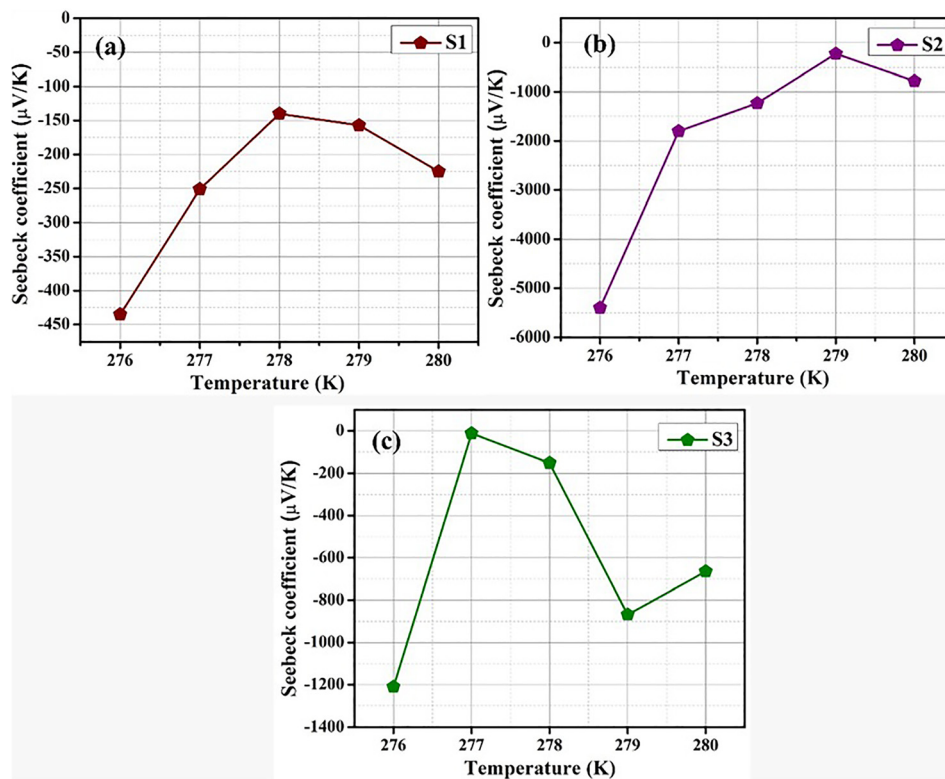 (a)
S1
0
-50
-100
-150
-200
-250
-300
-350
-400
-450
Seebeck coefficient (μV/K)
276 277 278 279 280
Temperature (K)
(b)
S2
0
-1000
-2000
-3000
-4000
-5000
-6000
Seebeck coefficient (μV/K)
276 277 278 279 280
Temperature (K)
(c)
S3
0
-200
-400
-600
-800
-1000
-1200
-1400
Seebeck coefficient (μV/K)
276 277 278 279 280
Temperature (K)